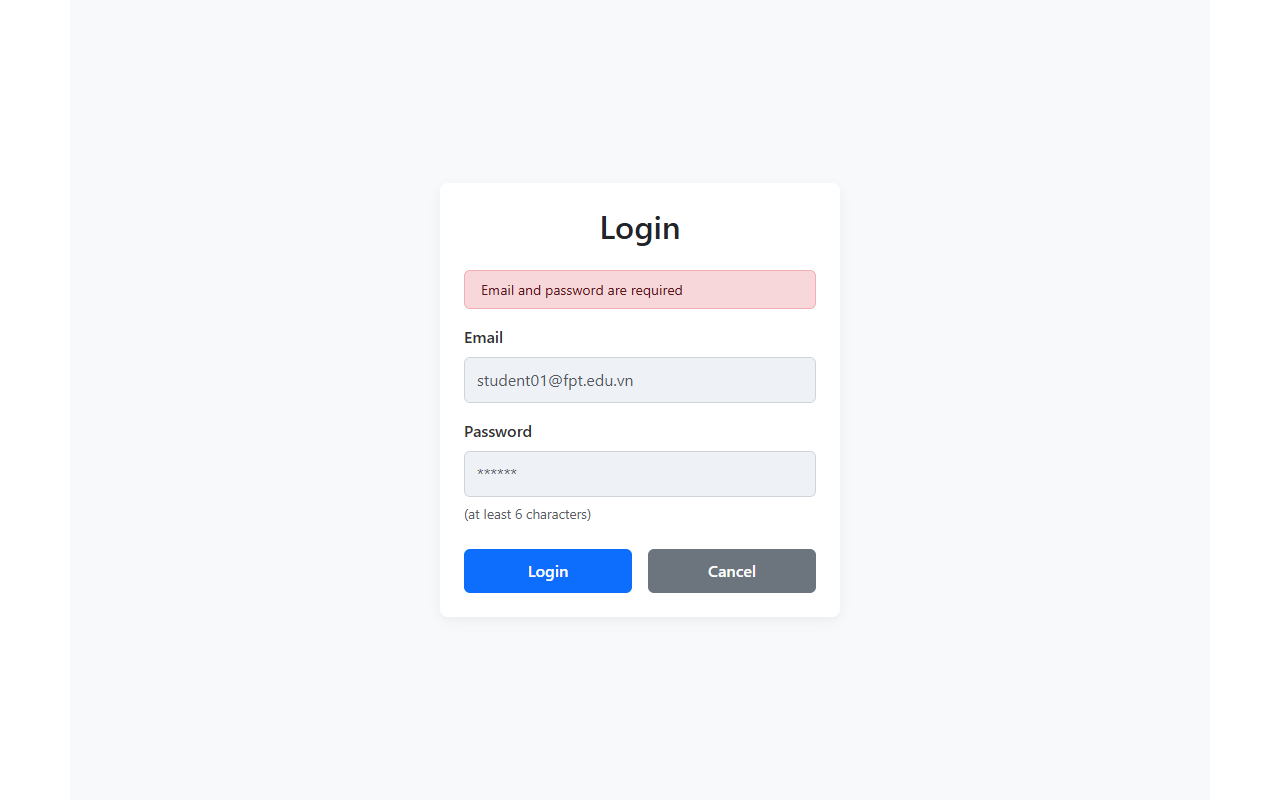 Login
Email and password are required
Email
student01@fpt.edu.vn
Password
******
(at least 6 characters)
Login
Cancel